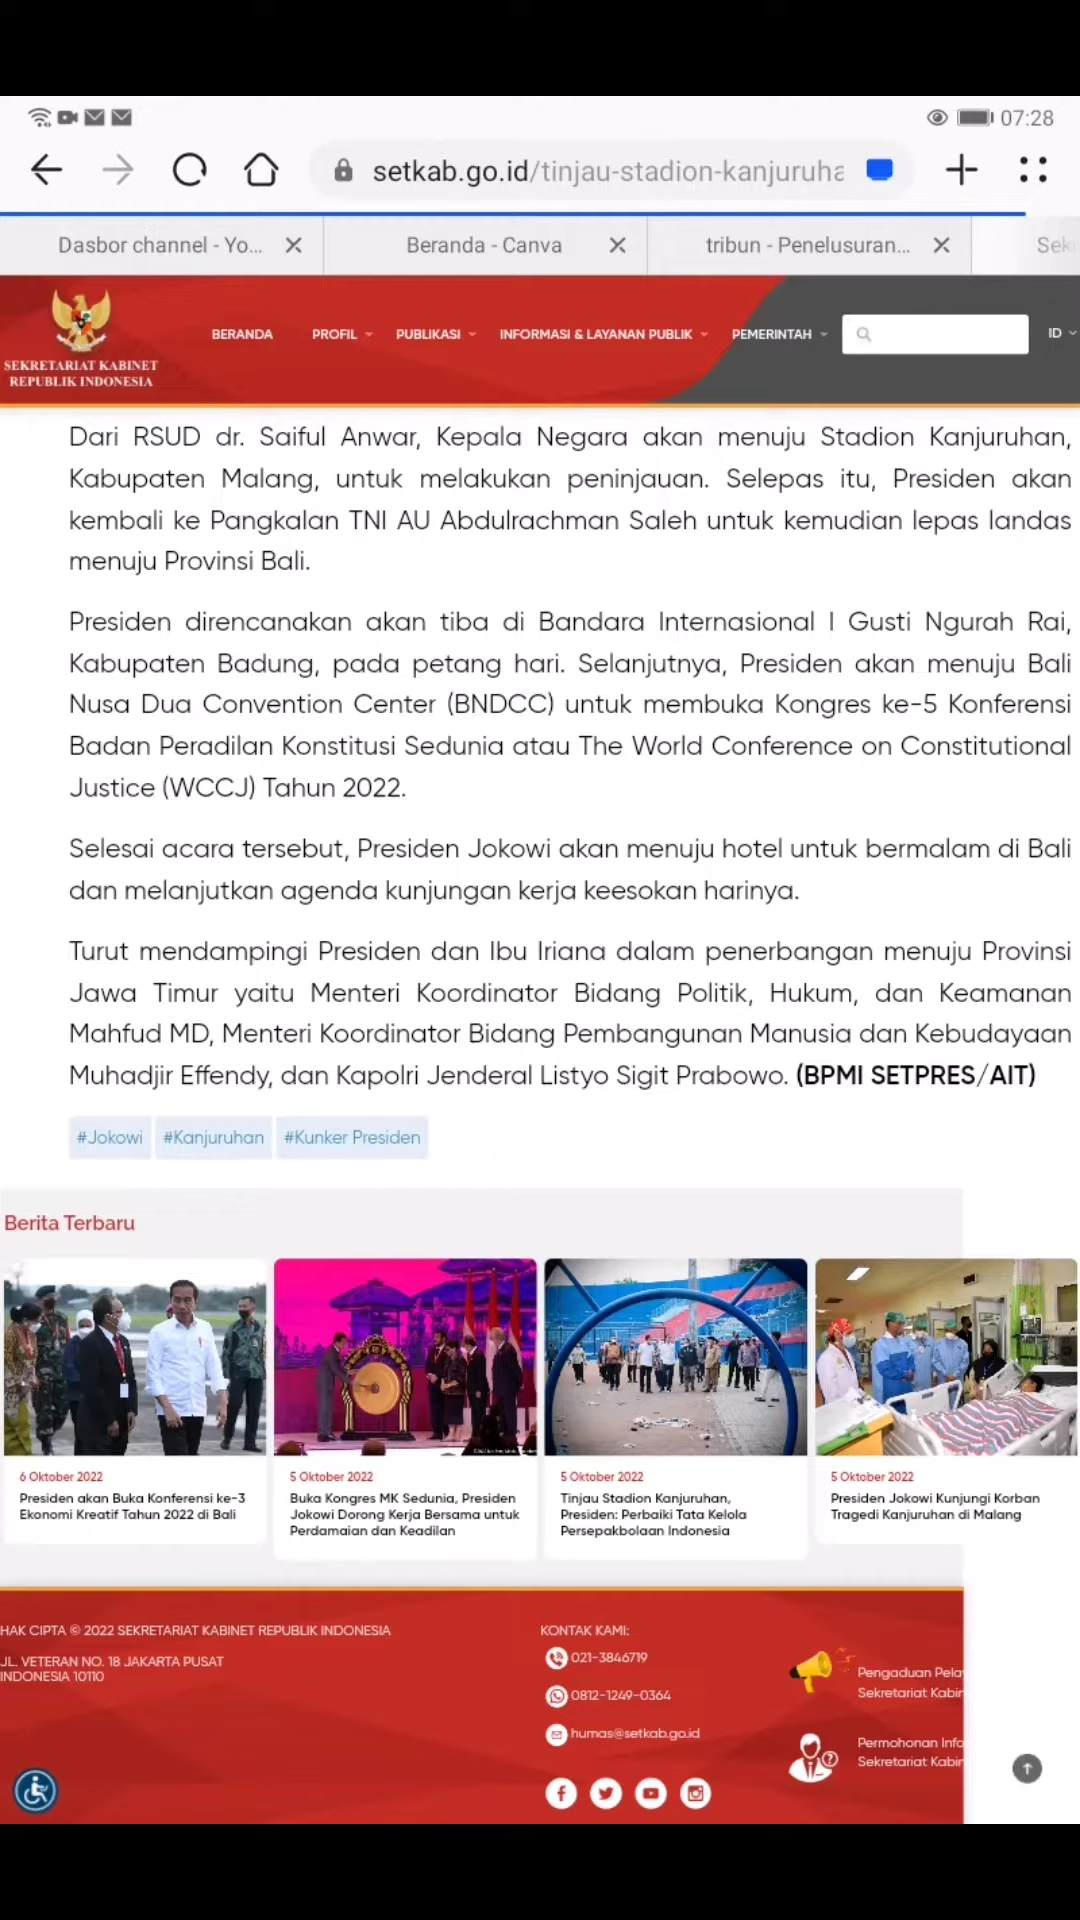 07:28
setkab.go.id/tinjau-stadion-kanjuruha
Dasbor channel - Yo...
Beranda - Canva
tribun - Penelusuran...
Sek
SEKRETARIAT KABINET
REPUBLIK INDONESIA
BERANDA
PROFIL
PUBLIKASI
INFORMASI & LAYANAN PUBLIK
PEMERINTAH
ID
Dari RSUD dr. Saiful Anwar, Kepala Negara akan menuju Stadion Kanjuruhan,
Kabupaten Malang, untuk melakukan peninjauan. Selepas itu, Presiden akan
kembali ke Pangkalan TNI AU Abdulrachman Saleh untuk kemudian lepas landas
menuju Provinsi Bali.
Presiden direncanakan akan tiba di Bandara Internasional I Gusti Ngurah Rai,
Kabupaten Badung, pada petang hari. Selanjutnya, Presiden akan menuju Bali
Nusa Dua Convention Center (BNDCC) untuk membuka Kongres ke-5 Konferensi
Badan Peradilan Konstitusi Sedunia atau The World Conference on Constitutional
Justice (WCCJ) Tahun 2022.
Selesai acara tersebut, Presiden Jokowi akan menuju hotel untuk bermalam di Bali
dan melanjutkan agenda kunjungan kerja keesokan harinya.
Turut mendampingi Presiden dan Ibu Iriana dalam penerbangan menuju Provinsi
Jawa Timur yaitu Menteri Koordinator Bidang Politik, Hukum, dan Keamanan
Mahfud MD, Menteri Koordinator Bidang Pembangunan Manusia dan Kebudayaan
Muhadjir Effendy, dan Kapolri Jenderal Listyo Sigit Prabowo. (BPMI SETPRES/AIT)
#Jokowi
#Kanjuruhan
#Kunker Presiden
Berita Terbaru
6 Oktober 2022
Presiden akan Buka Konferensi ke-3
Ekonomi Kreatif Tahun 2022 di Bali
5 Oktober 2022
Buka Kongres MK Sedunia, Presiden
Jokowi Dorong Kerja Bersama untuk
Perdamaian dan Keadilan
5 Oktober 2022
Tinjau Stadion Kanjuruhan,
Presiden: Perbaiki Tata Kelola
Persepakbolaan Indonesia
5 Oktober 2022
Presiden Jokowi Kunjungi Korban
Tragedi Kanjuruhan di Malang
HAK CIPTA © 2022 SEKRETARIAT KABINET REPUBLIK INDONESIA
JL. VETERAN NO. 18 JAKARTA PUSAT
INDONESIA 10110
KONTAK KAMI:
021-3846719
0812-1249-0364
humas@setkab.go.id
Pengaduan Pela
Sekretariat Kabin
Permohonan Info
Sekretariat Kabin